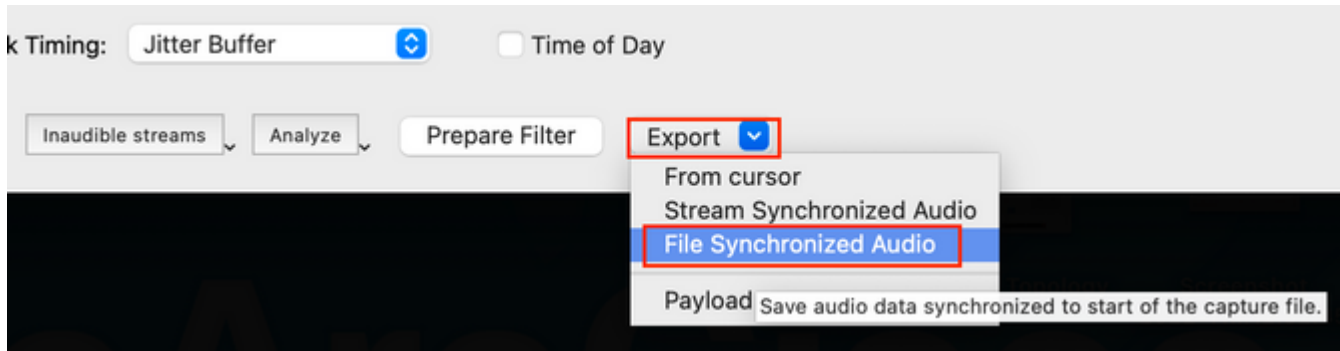 k Timing: Jitter Buffer Time of Day
Inaudible streams Analyze Prepare Filter Export
From cursor
Stream Synchronized Audio
File Synchronized Audio
Payload
Save audio data synchronized to start of the capture file.